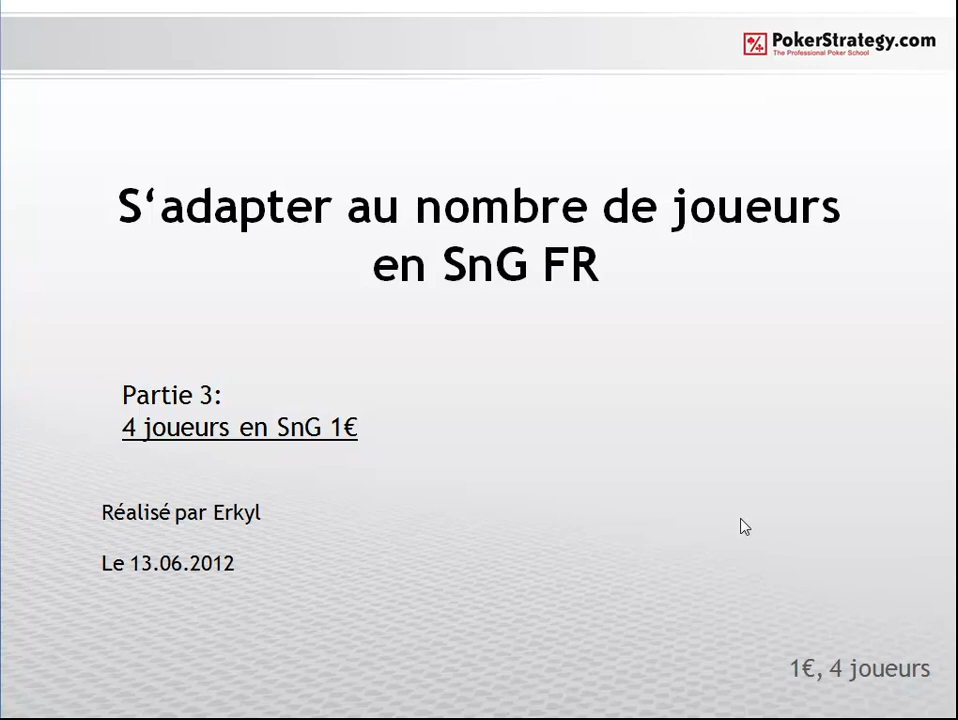 PokerStrategy.com
The Professional Poker School
S‘adapter au nombre de joueurs
en SnG FR
Partie 3:
4 joueurs en SnG 1€
Réalisé par Erkyl
Le 13.06.2012
1€, 4 joueurs